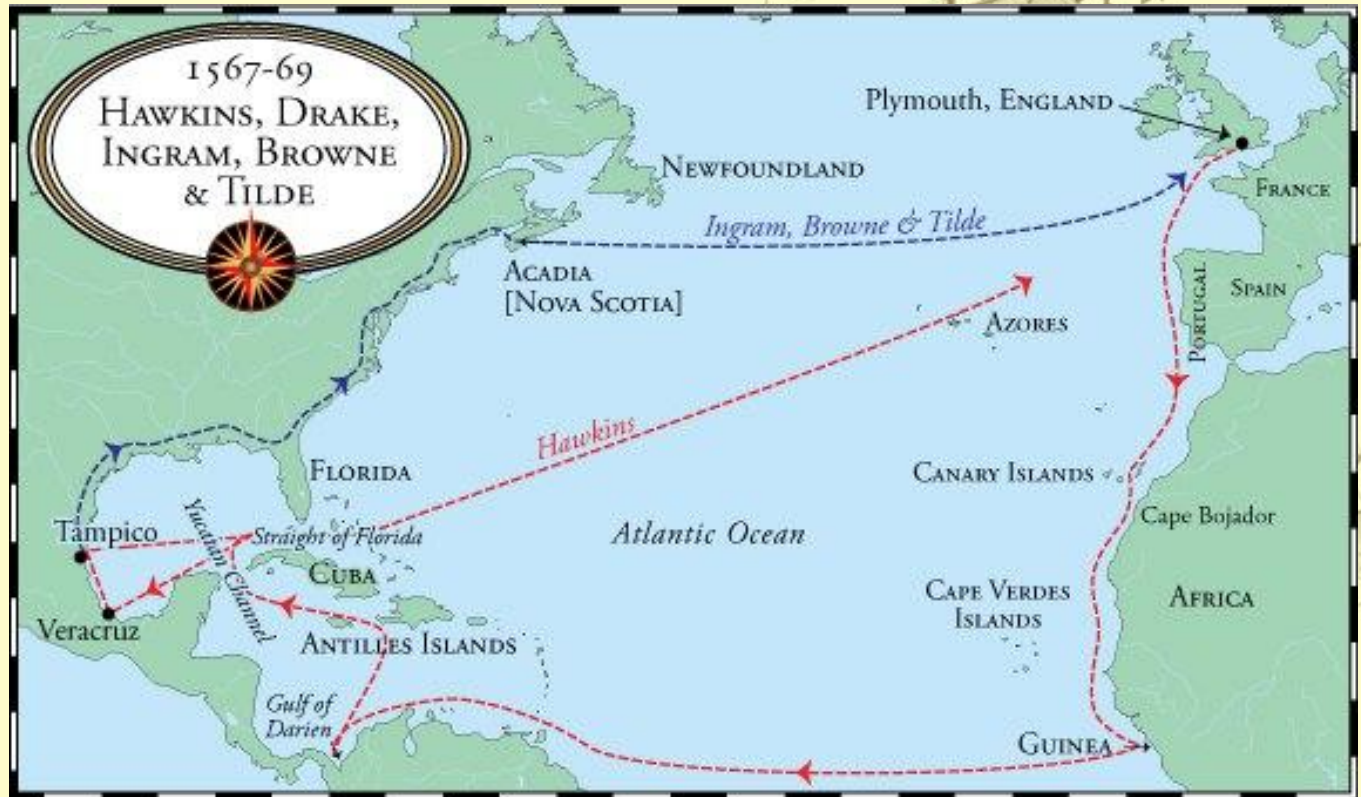 1567-69
HAWKINS, DRAKE,
INGRAM, BROWNE
& TILDE
Plymouth, ENGLAND
NEWFOUNDLAND
FRANCE
Ingram, Browne & Tilde
ACADIA
[NOVA SCOTIA]
PORTUGAL
SPAIN
AZORES
Hawkins
FLORIDA
CANARY ISLANDS
Cape Bojador
Tampico
Yucatan Channel
Straight of Florida
Atlantic Ocean
CUBA
CAPE VERDES
ISLANDS
AFRICA
Veracruz
ANTILLES ISLANDS
Gulf of
Darien
GUINEA